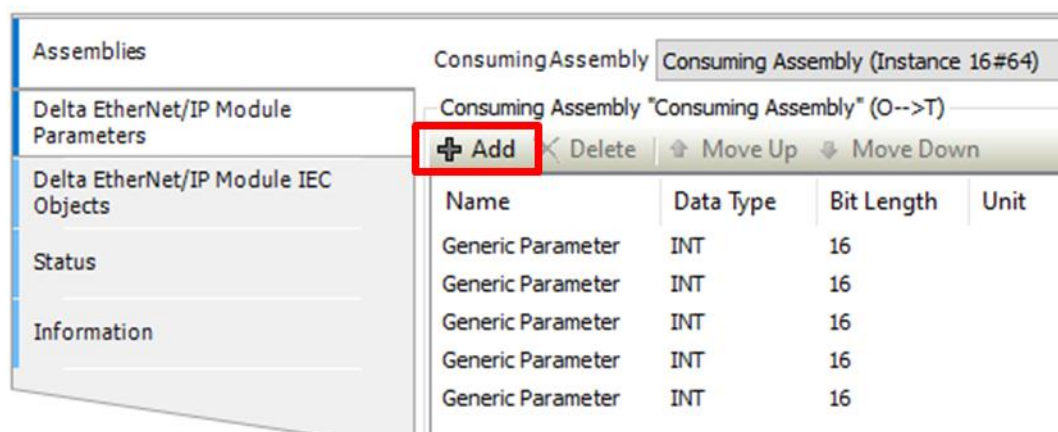 Assemblies
Delta EtherNet/IP Module
Parameters
Delta EtherNet/IP Module IEC
Objects
Status
Information
ConsumingAssembly Consuming Assembly (Instance 16#64)
Consuming Assembly "Consuming Assembly" (O-->T)
Add Delete Move Up Move Down
Name Data Type Bit Length Unit
Generic Parameter INT 16
Generic Parameter INT 16
Generic Parameter INT 16
Generic Parameter INT 16
Generic Parameter INT 16